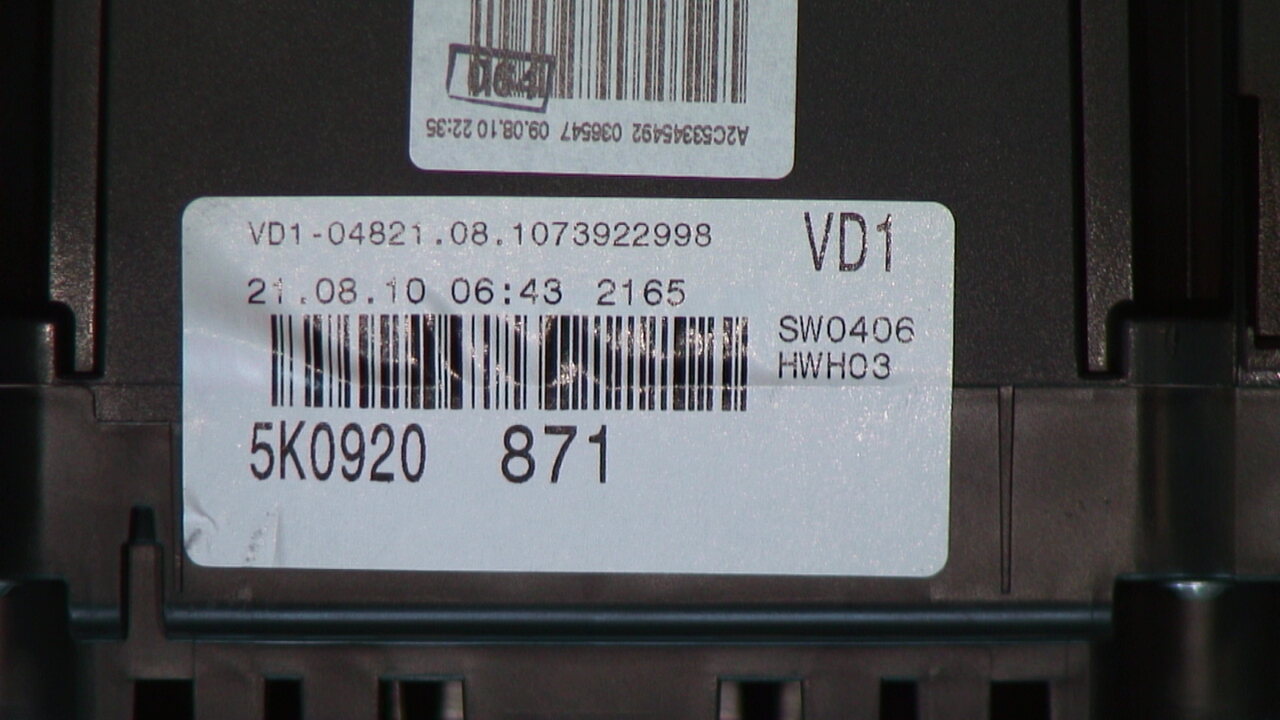 A2C53345492 036547 09.08.10 22:35
VD1-04821.08.1073922998
VD1
21.08.10 06:43 2165
SW0406
HWH03
5K0920 871